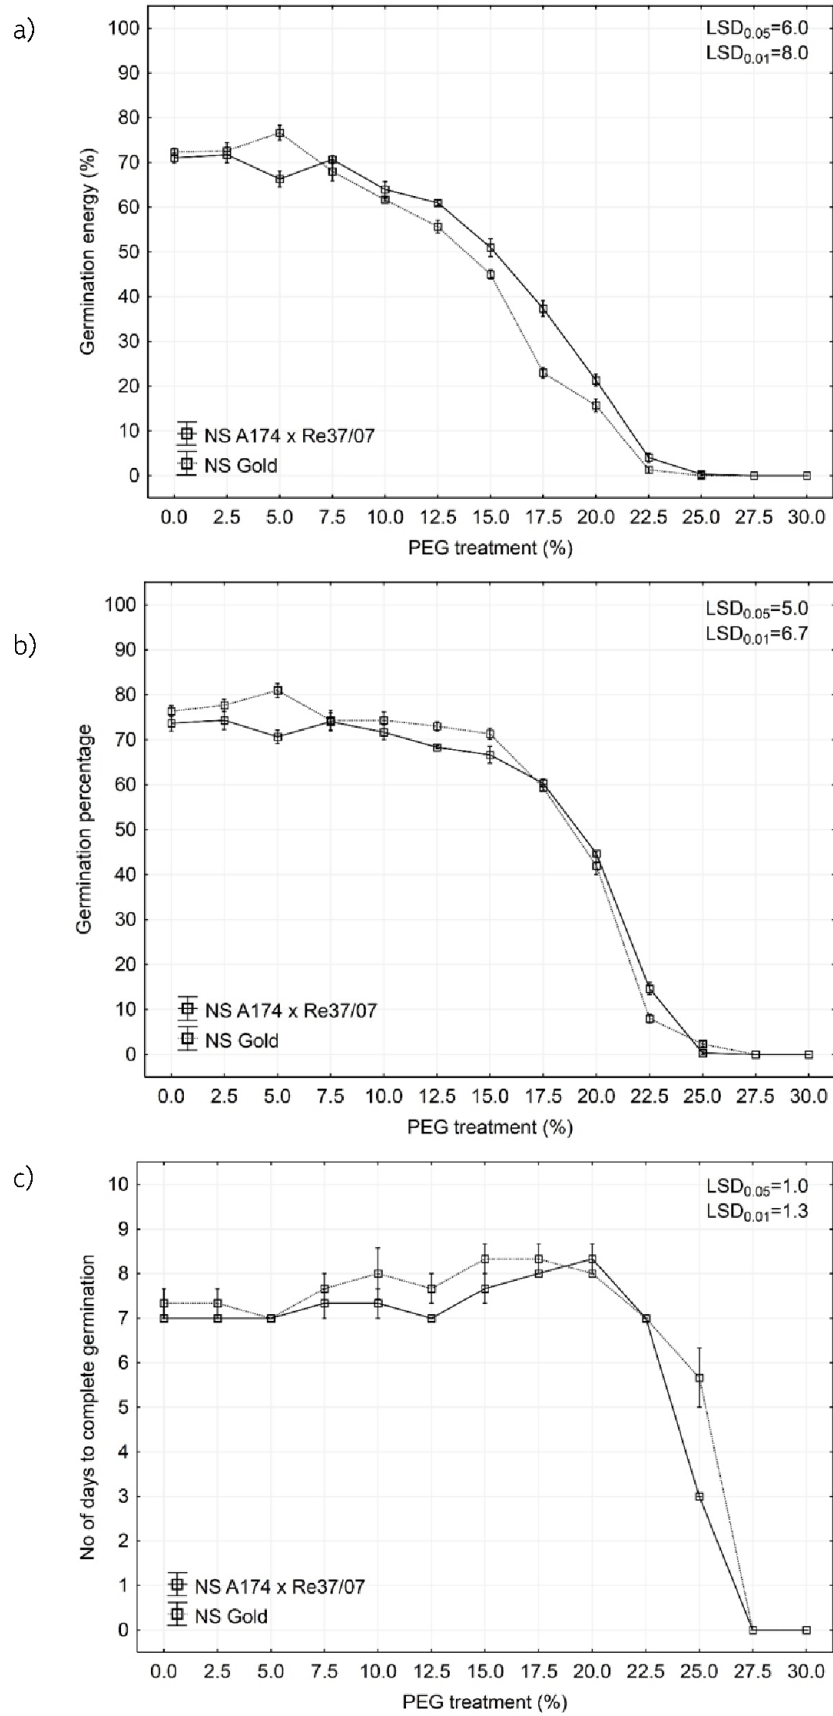 a)
100
90
80
70
60
50
40
30
20
10
0
Germination energy (%)
LSD0.05=6.0
LSD0.01=8.0
NS A174 x Re37/07
NS Gold
0.0 2.5 5.0 7.5 10.0 12.5 15.0 17.5 20.0 22.5 25.0 27.5 30.0
PEG treatment (%)
b)
100
90
80
70
60
50
40
30
20
10
0
Germination percentage
LSD0.05=5.0
LSD0.01=6.7
NS A174 x Re37/07
NS Gold
0.0 2.5 5.0 7.5 10.0 12.5 15.0 17.5 20.0 22.5 25.0 27.5 30.0
PEG treatment (%)
c)
10
9
8
7
6
5
4
3
2
1
0
No of days to complete germination
LSD0.05=1.0
LSD0.01=1.3
NS A174 x Re37/07
NS Gold
0.0 2.5 5.0 7.5 10.0 12.5 15.0 17.5 20.0 22.5 25.0 27.5 30.0
PEG treatment (%)